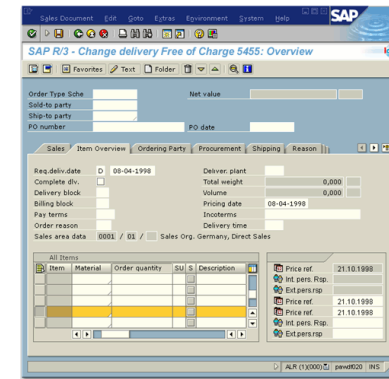 Sales Document Edit Goto Extras Environment System Help
SAP
SAP R/3 - Change delivery Free of Charge 5455: Overview
Favorites Text Folder
Order Type Sche Net value
Sold-to party
Ship-to party
PO number PO date
Sales Item Overview Ordering Party Procurement Shipping Reason
Req.deliv.date D 08-04-1998 Deliver. plant
Complete dlv. Total weight 0,000
Delivery block Volume 0,000
Billing block Pricing date 08-04-1998
Pay terms Incoterms
Order reason Delivery time
Sales area data 0001 / 01 / Sales Org. Germany, Direct Sales
All Items
Item Material Order quantity SU S Description
Price ref. 21.10.1998
Int. pers. Rsp.
Ext.pers.rsp
Price ref. 21.10.1998
Price ref. 21.10.1998
Int. pers. Rsp.
Ext.pers.rsp
ALR (1)(000) pawdf020 INS